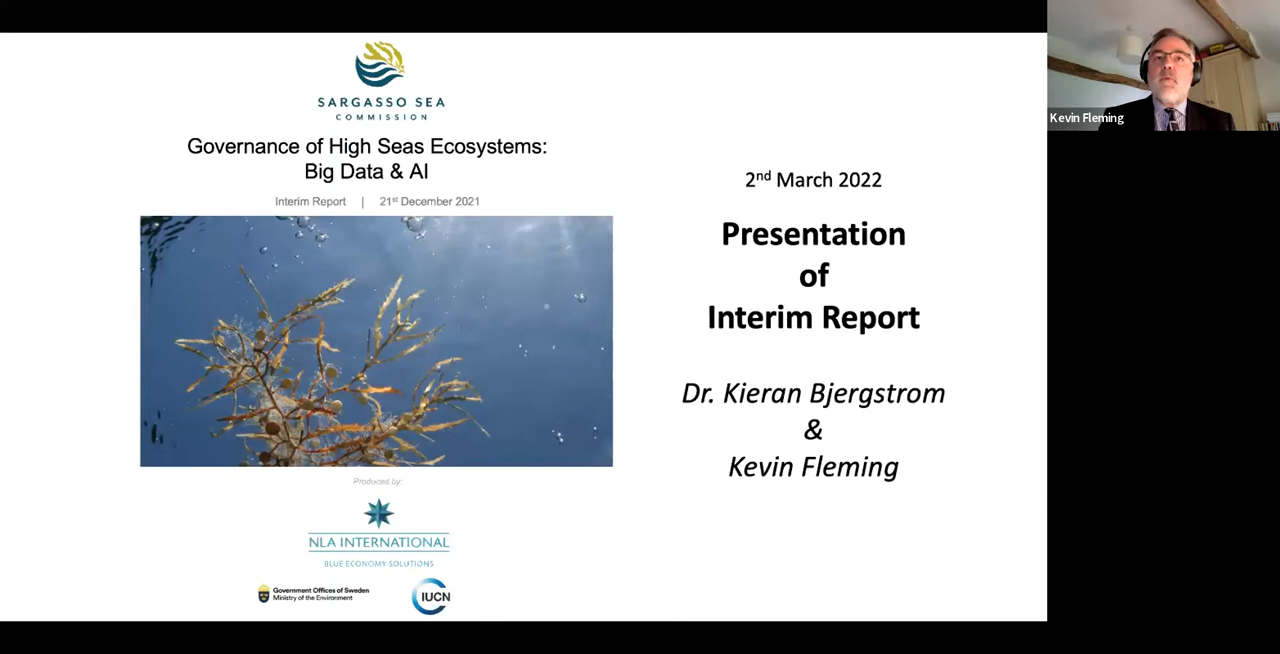 SARGASSO SEA
COMMISSION
Governance of High Seas Ecosystems:
Big Data & AI
Interim Report | 21st December 2021
Produced by:
NLA INTERNATIONAL
BLUE ECONOMY SOLUTIONS
Government Offices of Sweden
Ministry of the Environment
IUCN
2nd March 2022
Presentation
of
Interim Report
Dr. Kieran Bjergstrom
&
Kevin Fleming
Kevin Fleming